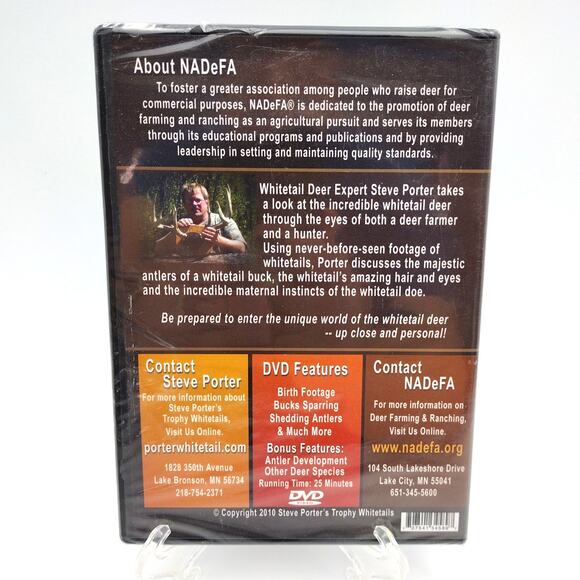 About NADeFA
To foster a greater association among people who raise deer for
commercial purposes, NADeFA® is dedicated to the promotion of deer
farming and ranching as an agricultural pursuit and serves its members
through its educational programs and publications and by providing
leadership in setting and maintaining quality standards.
Whitetail Deer Expert Steve Porter takes
a look at the incredible whitetail deer
through the eyes of both a deer farmer
and a hunter.
Using never-before-seen footage of
whitetails, Porter discusses the majestic
antlers of a whitetail buck, the whitetail's amazing hair and eyes
and the incredible maternal instincts of the whitetail doe.
Be prepared to enter the unique world of the whitetail deer
-- up close and personal!
Contact
Steve Porter
For more information about
Steve Porter's
Trophy Whitetails,
Visit Us Online.
porterwhitetail.com
1828 350th Avenue
Lake Bronson, MN 56734
218-754-2371
DVD Features
Birth Footage
Bucks Sparring
Shedding Antlers
& Much More
Bonus Features:
Antler Development
Other Deer Species
Running Time: 25 Minutes
DVD
VIDEO
Contact
NADeFA
For more information on
Deer Farming & Ranching,
Visit Us Online.
www.nadefa.org
104 South Lakeshore Drive
Lake City, MN 55041
651-345-5600
© Copyright 2010 Steve Porter's Trophy Whitetails